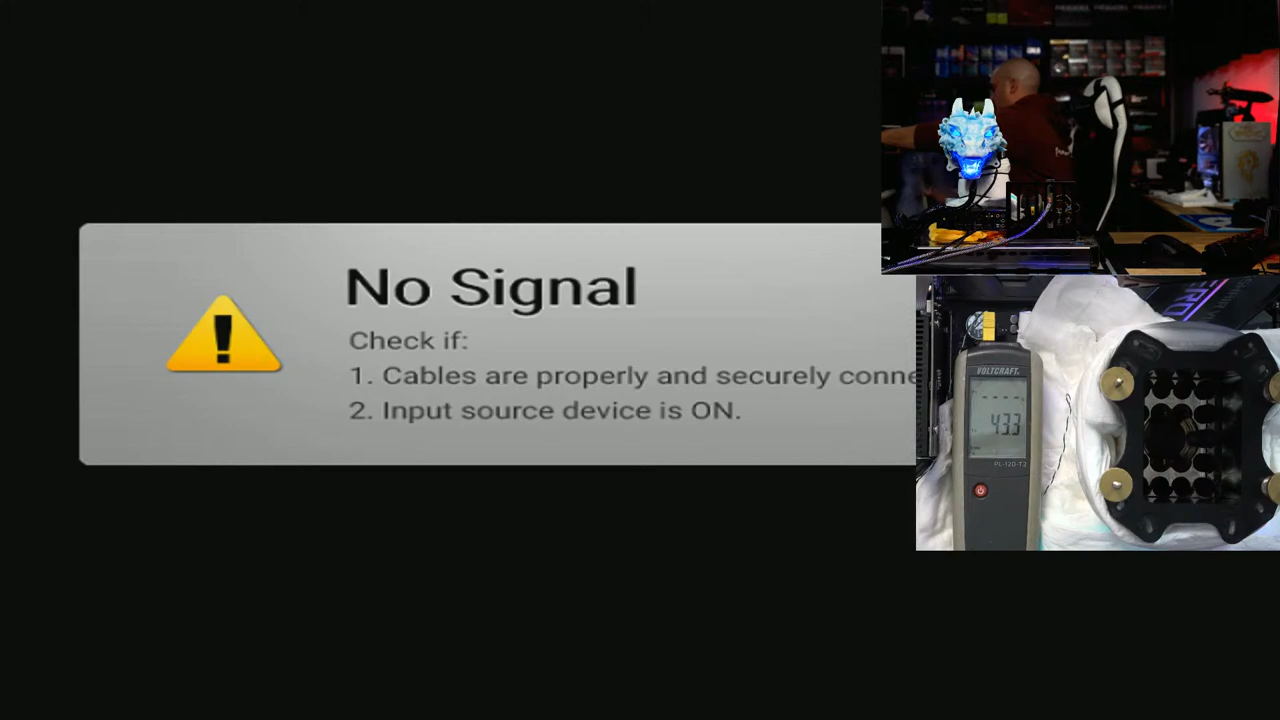 No Signal
Check if:
1. Cables are properly and securely conne
2. Input source device is ON.
VOLTCRAFT
43.3
PL-120-T2